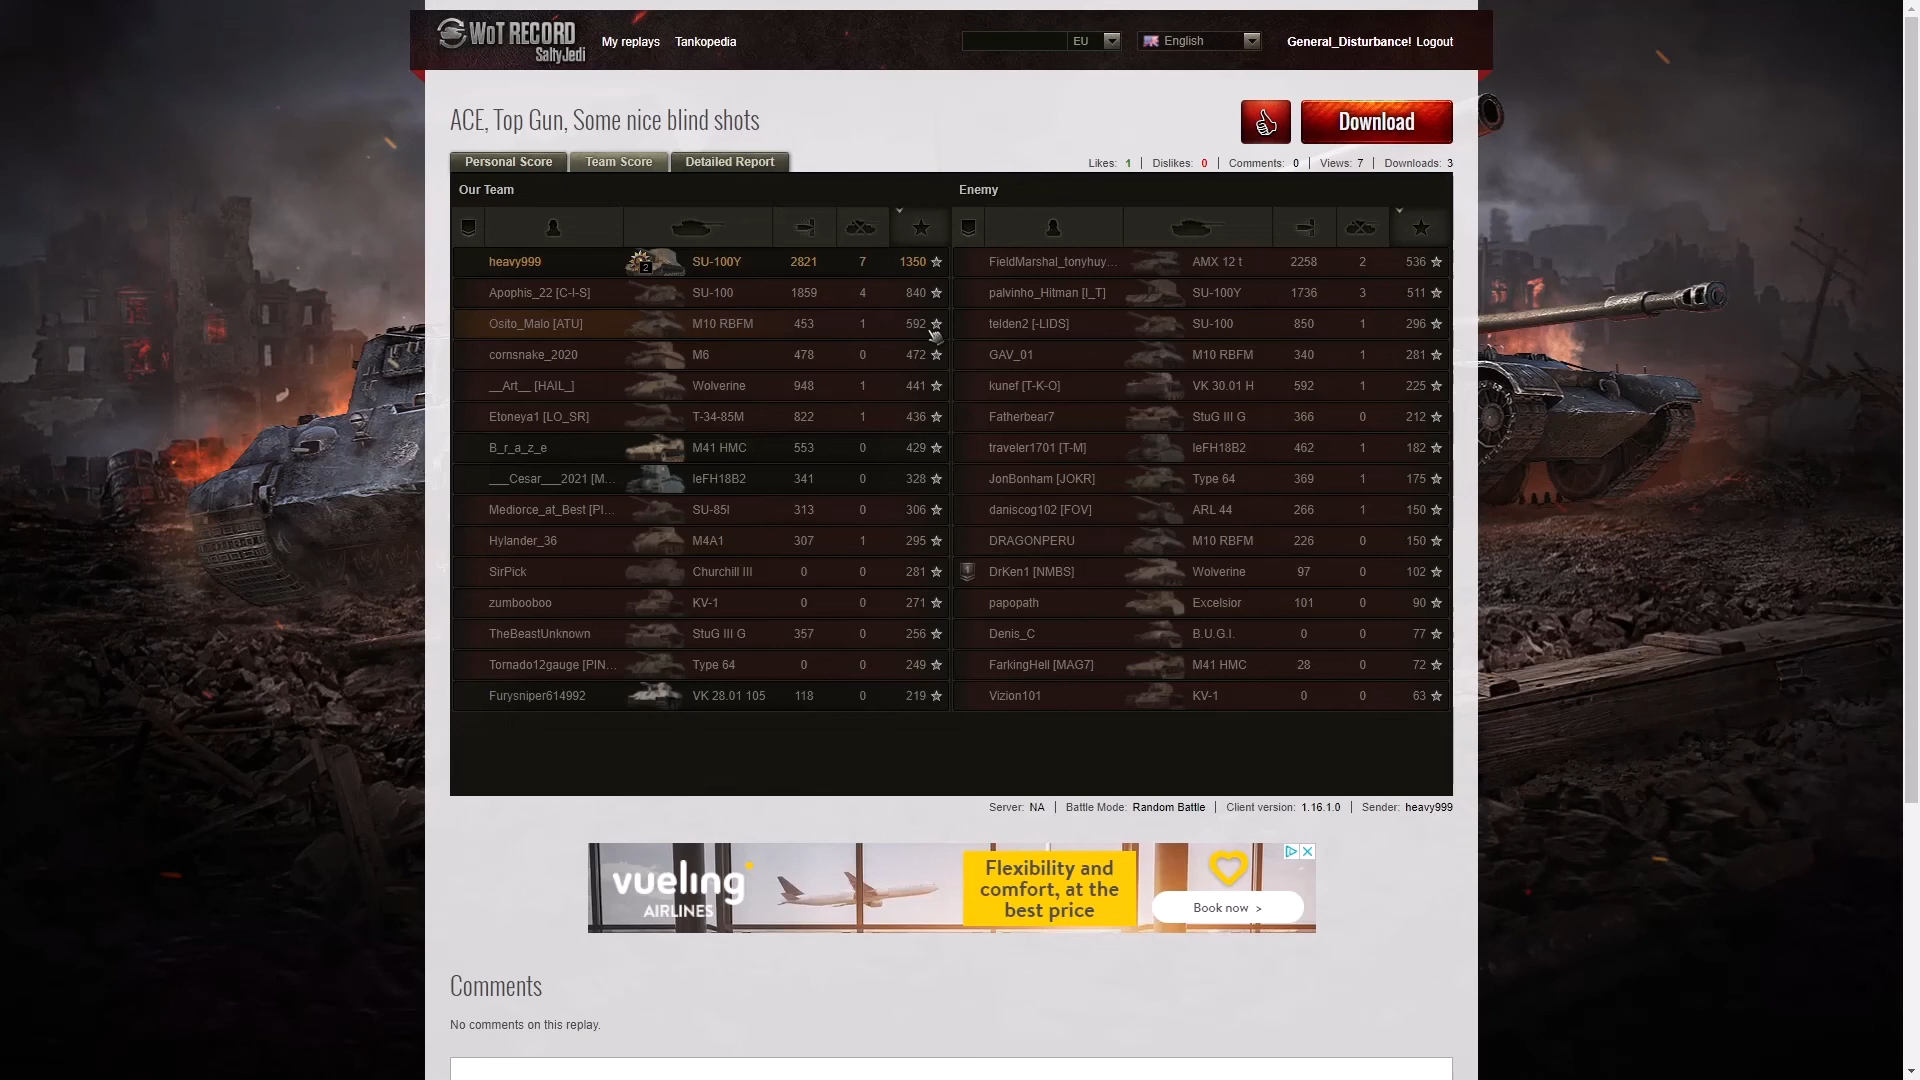 WoT RECORD
SaltyJedi
My replays
Tankopedia
EU
English
General_Disturbance! Logout
ACE, Top Gun, Some nice blind shots
Download
Personal Score
Team Score
Detailed Report
Likes: 1 | Dislikes: 0 | Comments: 0 | Views: 7 | Downloads: 3
Our Team
Enemy
heavy999 2 SU-100Y 2821 7 1350
Apophis_22 [C-I-S] SU-100 1859 4 840
Osito_Malo [ATU] M10 RBFM 453 1 592
cornsnake_2020 M6 478 0 472
__Art__ [HAIL_] Wolverine 948 1 441
Etoneya1 [LO_SR] T-34-85M 822 1 436
B_r_a_z_e M41 HMC 553 0 429
___Cesar___2021 [M... leFH18B2 341 0 328
Mediorce_at_Best [PI... SU-85I 313 0 306
Hylander_36 M4A1 307 1 295
SirPick Churchill III 0 0 281
zumbooboo KV-1 0 0 271
TheBeastUnknown StuG III G 357 0 256
Tornado12gauge [PIN... Type 64 0 0 249
Furysniper614992 VK 28.01 105 118 0 219
FieldMarshal_tonyhuy... AMX 12 t 2258 2 536
palvinho_Hitman [I_T] SU-100Y 1736 3 511
telden2 [-LIDS] SU-100 850 1 296
GAV_01 M10 RBFM 340 1 281
kunef [T-K-O] VK 30.01 H 592 1 225
Fatherbear7 StuG III G 366 0 212
traveler1701 [T-M] leFH18B2 462 1 182
JonBonham [JOKR] Type 64 369 1 175
daniscog102 [FOV] ARL 44 266 1 150
DRAGONPERU M10 RBFM 226 0 150
1 DrKen1 [NMBS] Wolverine 97 0 102
papopath Excelsior 101 0 90
Denis_C B.U.G.I. 0 0 77
FarkingHell [MAG7] M41 HMC 28 0 72
Vizion101 KV-1 0 0 63
Server: NA | Battle Mode: Random Battle | Client version: 1.16.1.0 | Sender: heavy999
vueling
AIRLINES
Flexibility and
comfort, at the
best price
Book now >
Comments
No comments on this replay.